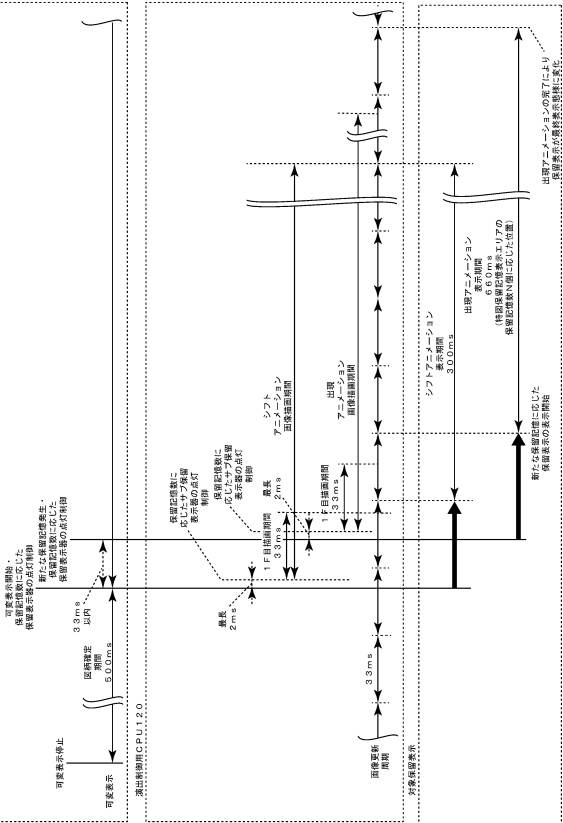 可変表示停止
可変表示
図柄確定
期間
500ms
33ms
以内
可変表示開始・
保留記憶数に応じた
保留表示器の点灯制御
新たな保留記憶発生・
保留記憶数に応じた
保留表示器の点灯制御
演出制御用CPU120
最長
2ms
保留記憶数に
応じたサブ保留
表示器の点灯
制御
保留記憶数に
応じたサブ保留
表示器の点灯
制御
1F目描画期間
33ms
最長
2ms
1F目描画期間
33ms
シフト
アニメーション
画像描画期間
出現
アニメーション
画像描画期間
画像更新
周期
33ms
対象保留表示
シフトアニメーション
表示期間
300ms
出現アニメーション
表示期間
660ms
(特図保留記憶表示エリアの
保留記憶数N個に応じた位置)
新たな保留記憶に応じた
保留表示の表示開始
出現アニメーションの完了により
保留表示が最終表示態様に変化